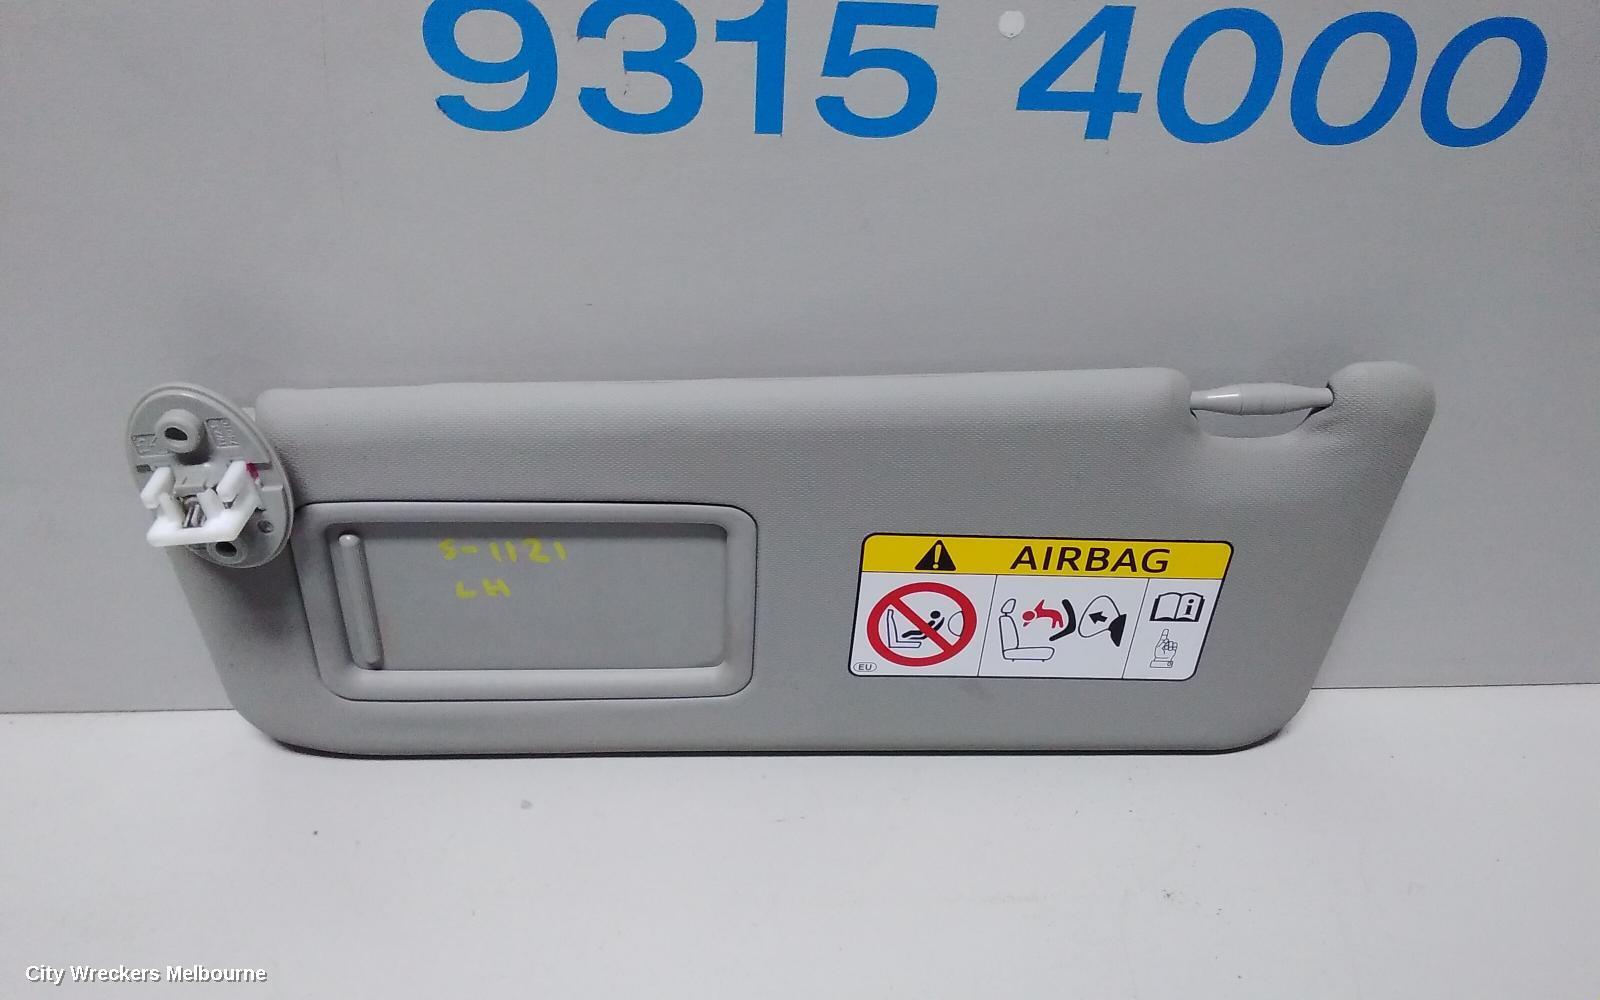 9315 4000
S-1121
LH
AIRBAG
i
EU
City Wreckers Melbourne